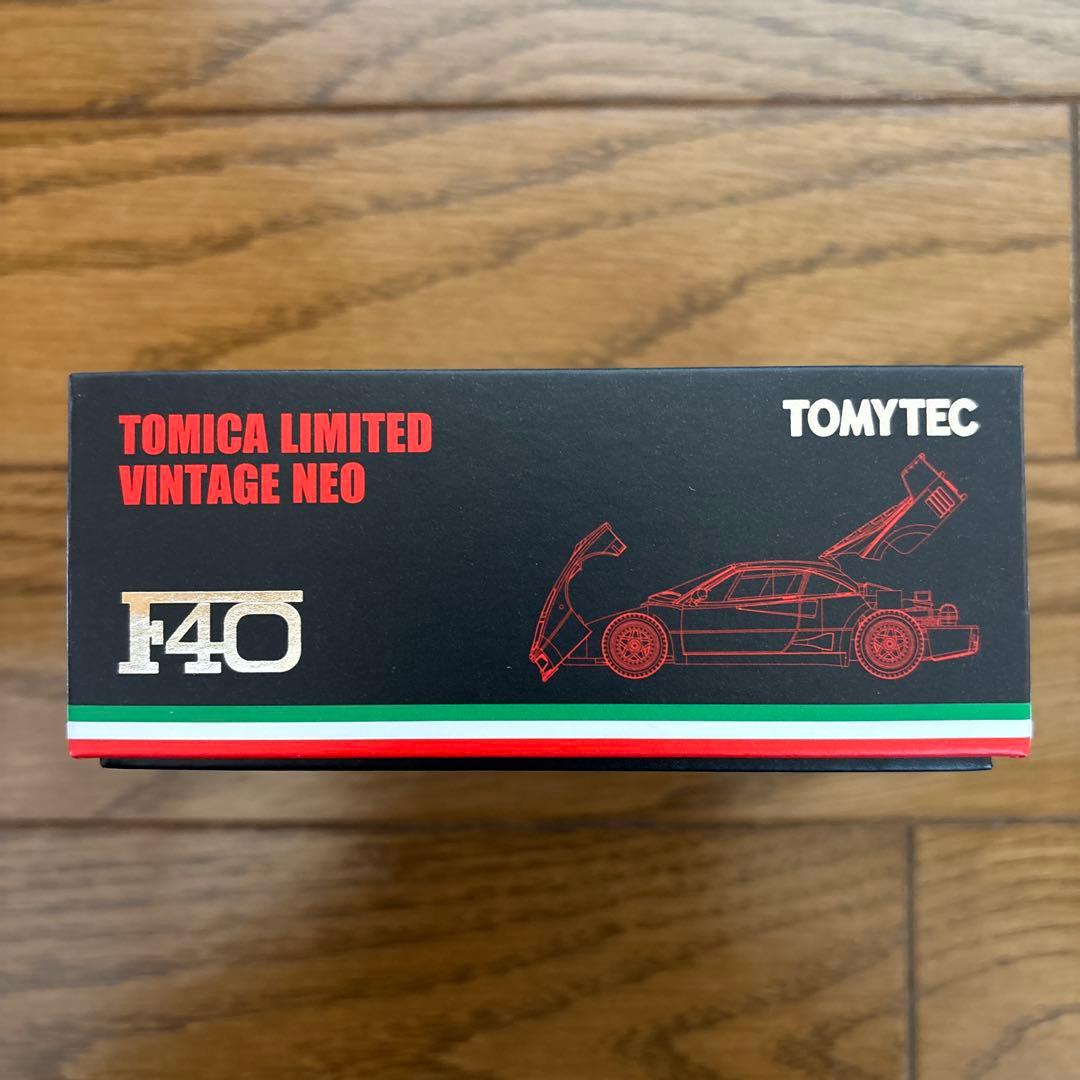 TOMICA LIMITED
VINTAGE NEO
TOMYTEC
F40